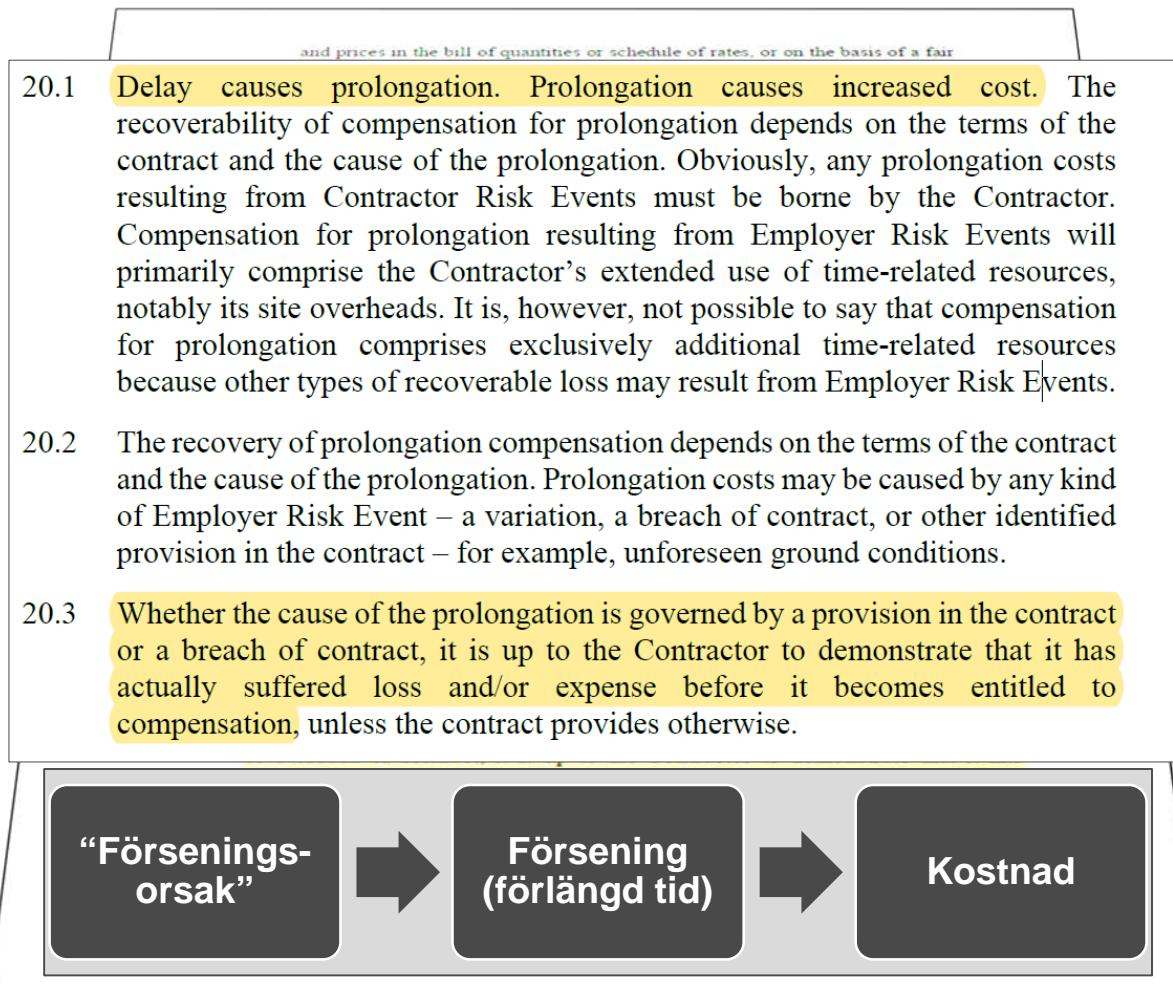 and prices in the bill of quantities or schedule of rates, or on the basis of a fair
20.1 Delay causes prolongation. Prolongation causes increased cost. The
recoverability of compensation for prolongation depends on the terms of the
contract and the cause of the prolongation. Obviously, any prolongation costs
resulting from Contractor Risk Events must be borne by the Contractor.
Compensation for prolongation resulting from Employer Risk Events will
primarily comprise the Contractor’s extended use of time-related resources,
notably its site overheads. It is, however, not possible to say that compensation
for prolongation comprises exclusively additional time-related resources
because other types of recoverable loss may result from Employer Risk Events.
20.2 The recovery of prolongation compensation depends on the terms of the contract
and the cause of the prolongation. Prolongation costs may be caused by any kind
of Employer Risk Event – a variation, a breach of contract, or other identified
provision in the contract – for example, unforeseen ground conditions.
20.3 Whether the cause of the prolongation is governed by a provision in the contract
or a breach of contract, it is up to the Contractor to demonstrate that it has
actually suffered loss and/or expense before it becomes entitled to
compensation, unless the contract provides otherwise.
“Försenings-
orsak”
Försening
(förlängd tid)
Kostnad